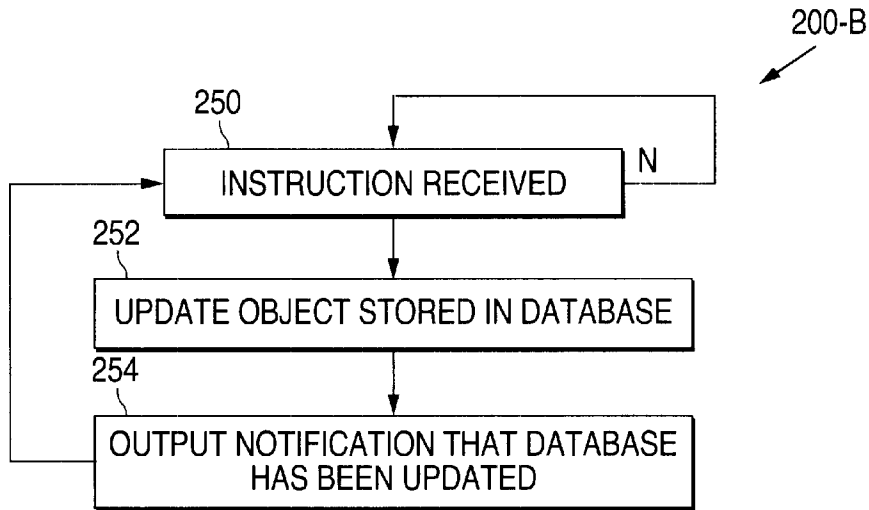 200-B
250
INSTRUCTION RECEIVED
N
252
UPDATE OBJECT STORED IN DATABASE
254
OUTPUT NOTIFICATION THAT DATABASE
HAS BEEN UPDATED